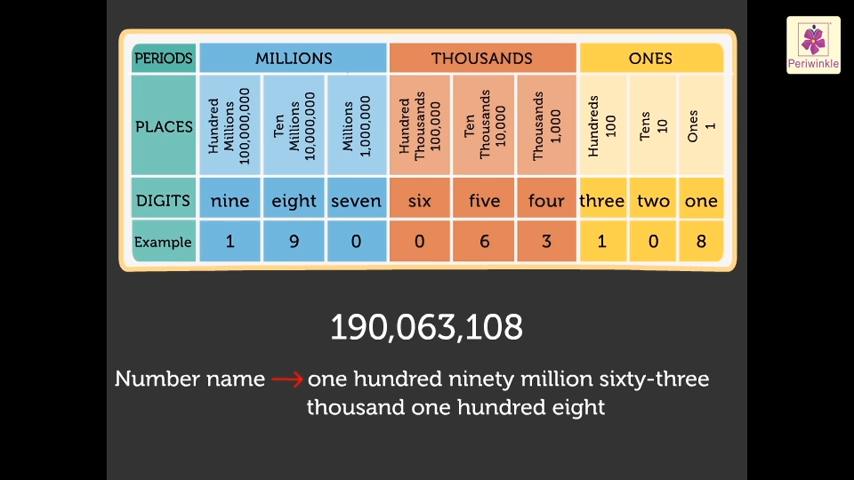 PERIODS MILLIONS THOUSANDS ONES
PLACES Hundred Millions 100,000,000 Ten Millions 10,000,000 Millions 1,000,000 Hundred Thousands 100,000 Ten Thousands 10,000 Thousands 1,000 Hundreds 100 Tens 10 Ones 1
DIGITS nine eight seven six five four three two one
Example 1 9 0 0 6 3 1 0 8
190,063,108
Number name → one hundred ninety million sixty-three
thousand one hundred eight
Periwinkle